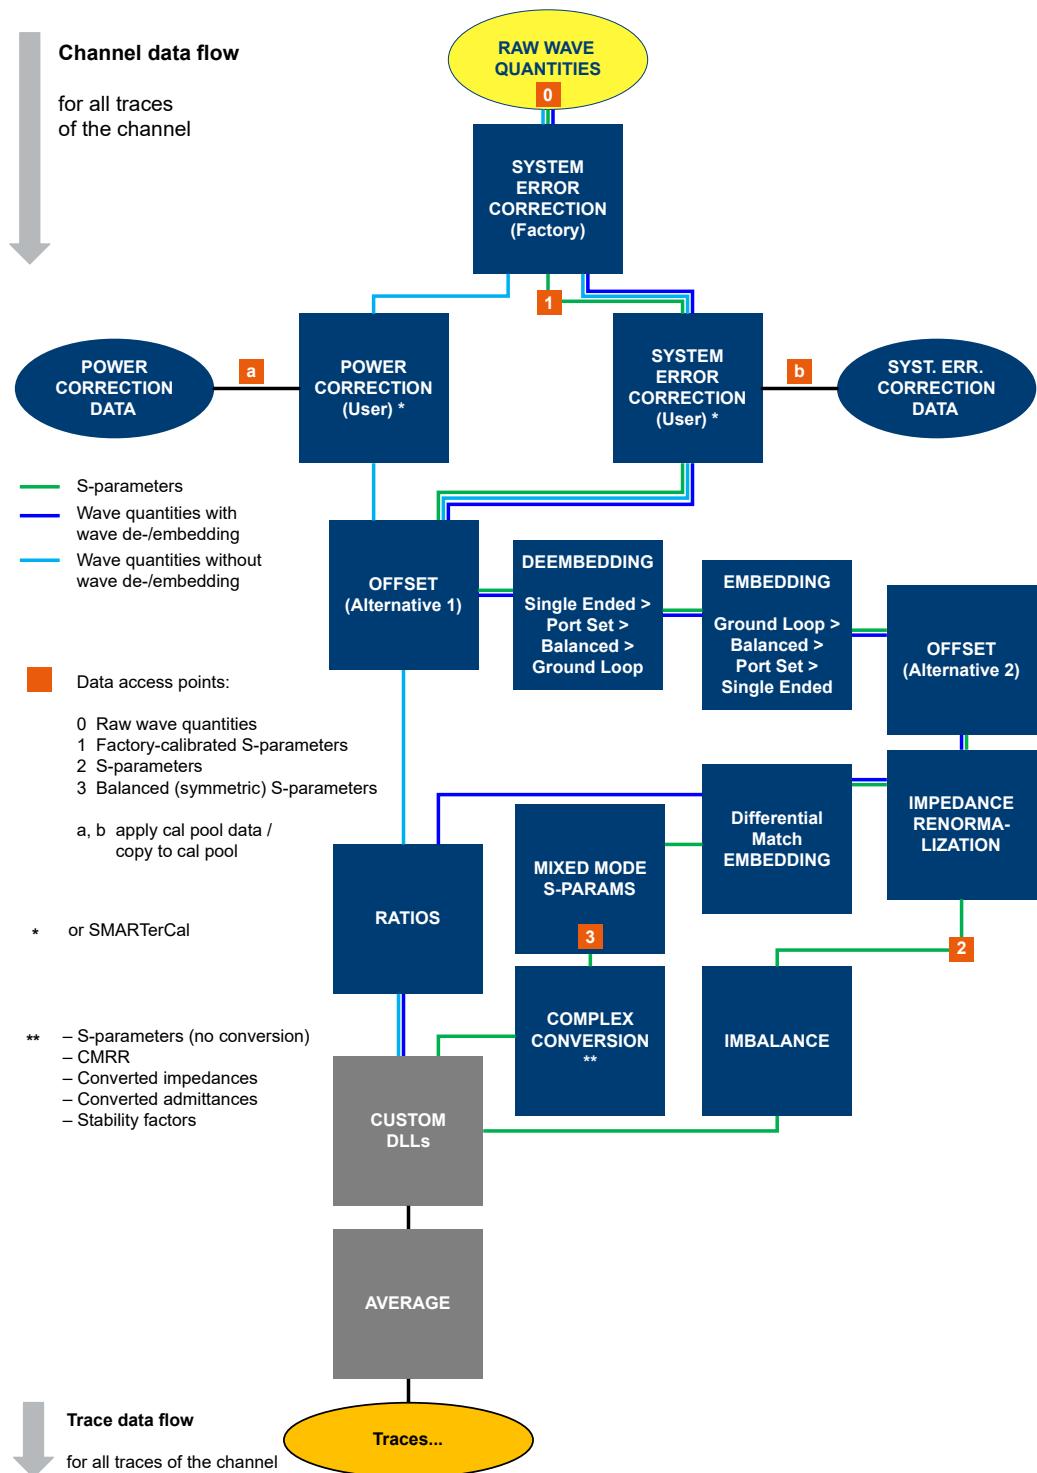 Channel data flow
for all traces
of the channel
RAW WAVE
QUANTITIES
0
SYSTEM
ERROR
CORRECTION
(Factory)
1
POWER
CORRECTION
DATA
a
POWER
CORRECTION
(User) *
SYSTEM
ERROR
CORRECTION
(User) *
b
SYST. ERR.
CORRECTION
DATA
S-parameters
Wave quantities with
wave de-/embedding
Wave quantities without
wave de-/embedding
OFFSET
(Alternative 1)
DEEMBEDDING
Single Ended >
Port Set >
Balanced >
Ground Loop
EMBEDDING
Ground Loop >
Balanced >
Port Set >
Single Ended
OFFSET
(Alternative 2)
Data access points:
0 Raw wave quantities
1 Factory-calibrated S-parameters
2 S-parameters
3 Balanced (symmetric) S-parameters
a, b apply cal pool data /
copy to cal pool
IMPEDANCE
RENORMA-
LIZATION
Differential
Match
EMBEDDING
MIXED MODE
S-PARAMS
3
RATIOS
2
* or SMARTerCal
** – S-parameters (no conversion)
– CMRR
– Converted impedances
– Converted admittances
– Stability factors
COMPLEX
CONVERSION
**
IMBALANCE
CUSTOM
DLLs
AVERAGE
Trace data flow
for all traces of the channel
Traces...